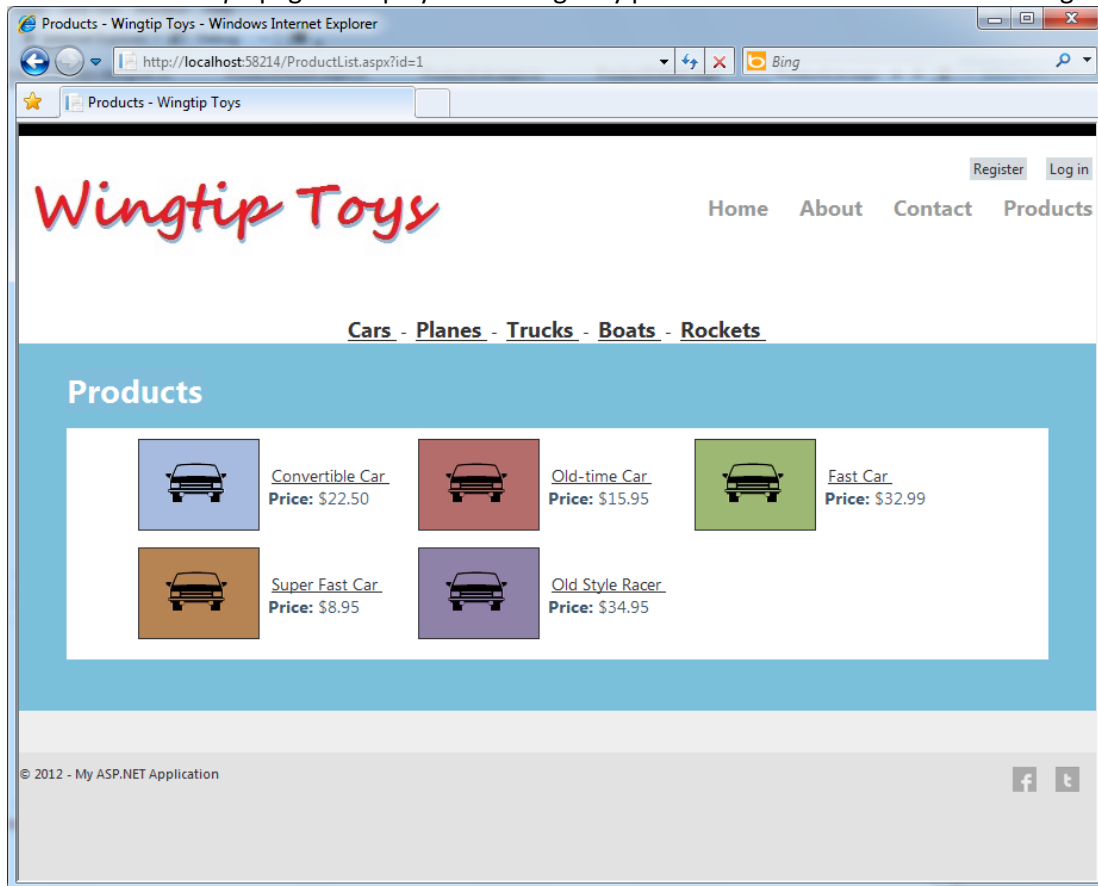 Products - Wingtip Toys - Windows Internet Explorer
http://localhost:58214/ProductList.aspx?id=1
Bing
Products - Wingtip Toys
Register Log in
Wingtip Toys
Home About Contact Products
Cars - Planes - Trucks - Boats - Rockets
Products
Convertible Car
Price: $22.50
Old-time Car
Price: $15.95
Fast Car
Price: $32.99
Super Fast Car
Price: $8.95
Old Style Racer
Price: $34.95
© 2012 - My ASP.NET Application
f t